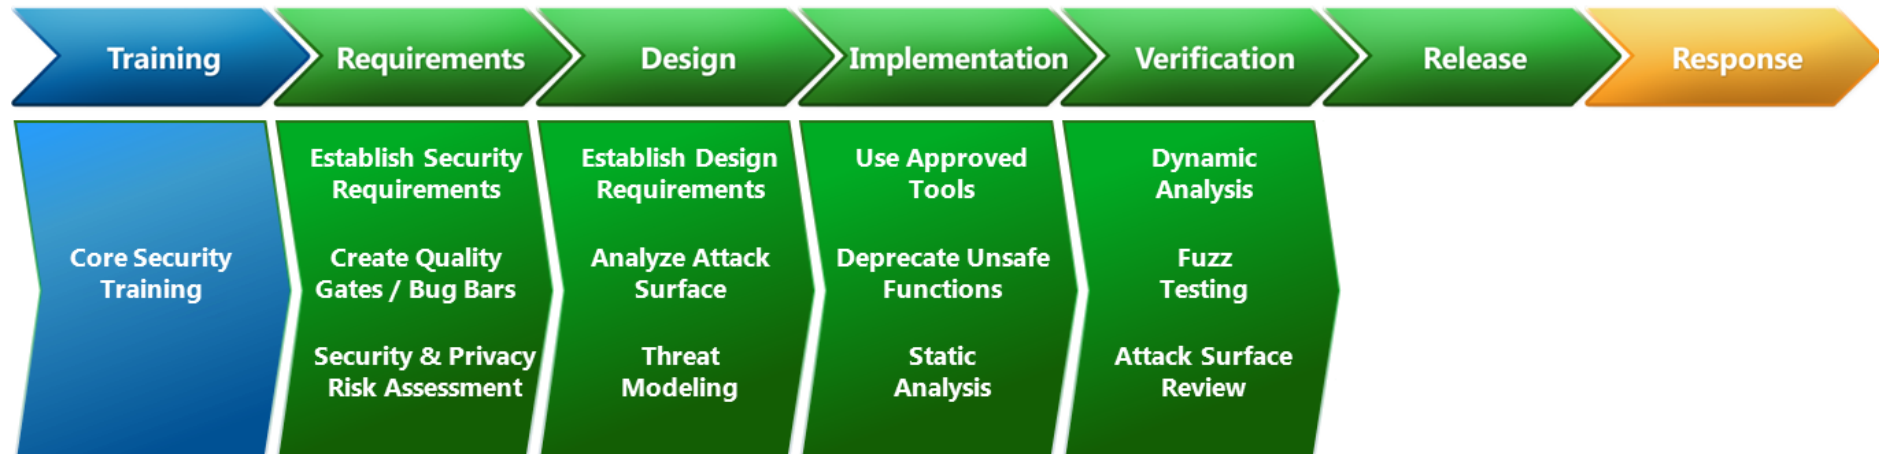 Training
Requirements
Design
Implementation
Verification
Release
Response
Core Security
Training
Establish Security
Requirements
Create Quality
Gates / Bug Bars
Security & Privacy
Risk Assessment
Establish Design
Requirements
Analyze Attack
Surface
Threat
Modeling
Use Approved
Tools
Deprecate Unsafe
Functions
Static
Analysis
Dynamic
Analysis
Fuzz
Testing
Attack Surface
Review